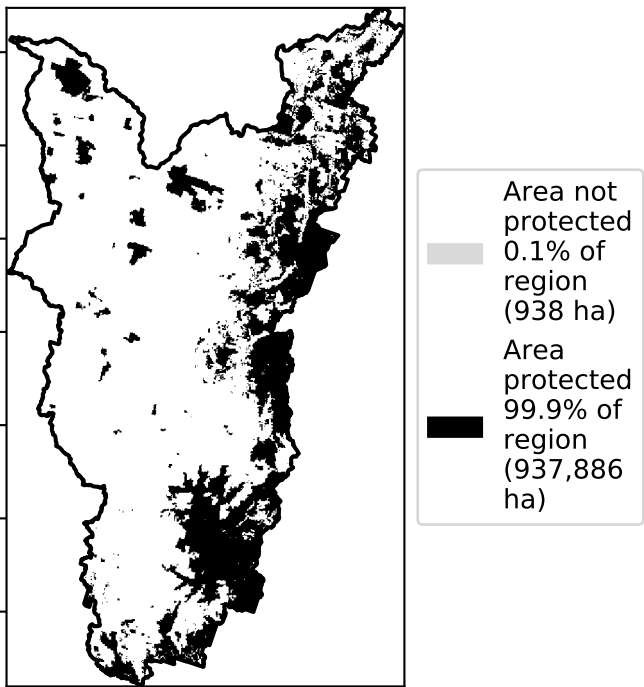 Area not
protected
0.1% of
region
(938 ha)
Area
protected
99.9% of
region
(937,886
ha)